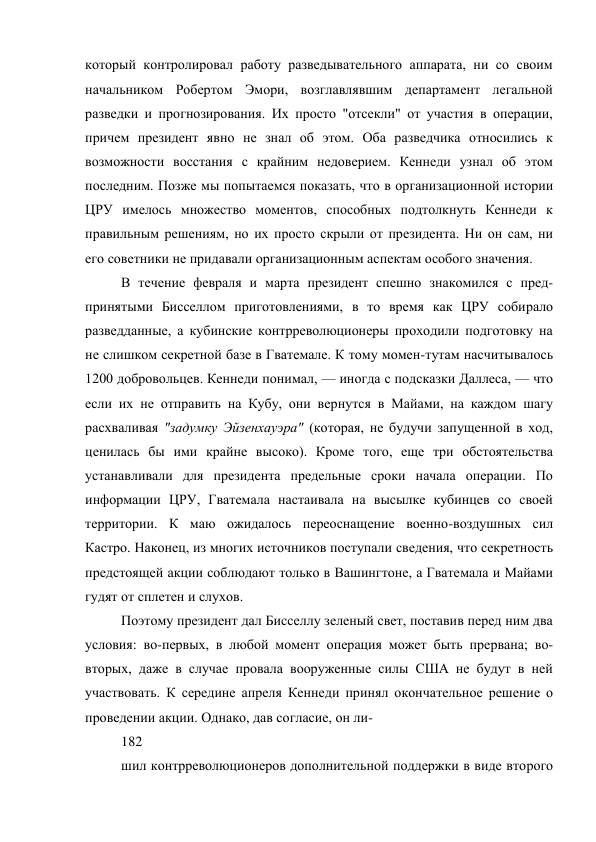 который контролировал работу разведывательного аппарата, ни со своим
начальником Робертом Эмори, возглавлявшим департамент легальной
разведки и прогнозирования. Их просто "отсекли" от участия в операции,
причем президент явно не знал об этом. Оба разведчика относились к
возможности восстания с крайним недоверием. Кеннеди узнал об этом
последним. Позже мы попытаемся показать, что в организационной истории
ЦРУ имелось множество моментов, способных подтолкнуть Кеннеди к
правильным решениям, но их просто скрыли от президента. Ни он сам, ни
его советники не придавали организационным аспектам особого значения.
В течение февраля и марта президент спешно знакомился с пред-
принятыми Бисселлом приготовлениями, в то время как ЦРУ собирало
разведданные, а кубинские контрреволюционеры проходили подготовку на
не слишком секретной базе в Гватемале. К тому момен-тутам насчитывалось
1200 добровольцев. Кеннеди понимал, — иногда с подсказки Даллеса, — что
если их не отправить на Кубу, они вернутся в Майами, на каждом шагу
расхваливая "задумку Эйзенхауэра" (которая, не будучи запущенной в ход,
ценилась бы ими крайне высоко). Кроме того, еще три обстоятельства
устанавливали для президента предельные сроки начала операции. По
информации ЦРУ, Гватемала настаивала на высылке кубинцев со своей
территории. К маю ожидалось переоснащение военно-воздушных сил
Кастро. Наконец, из многих источников поступали сведения, что секретность
предстоящей акции соблюдают только в Вашингтоне, а Гватемала и Майами
гудят от сплетен и слухов.
Поэтому президент дал Бисселлу зеленый свет, поставив перед ним два
условия: во-первых, в любой момент операция может быть прервана; во-
вторых, даже в случае провала вооруженные силы США не будут в ней
участвовать. К середине апреля Кеннеди принял окончательное решение о
проведении акции. Однако, дав согласие, он ли-
182
шил контрреволюционеров дополнительной поддержки в виде второго